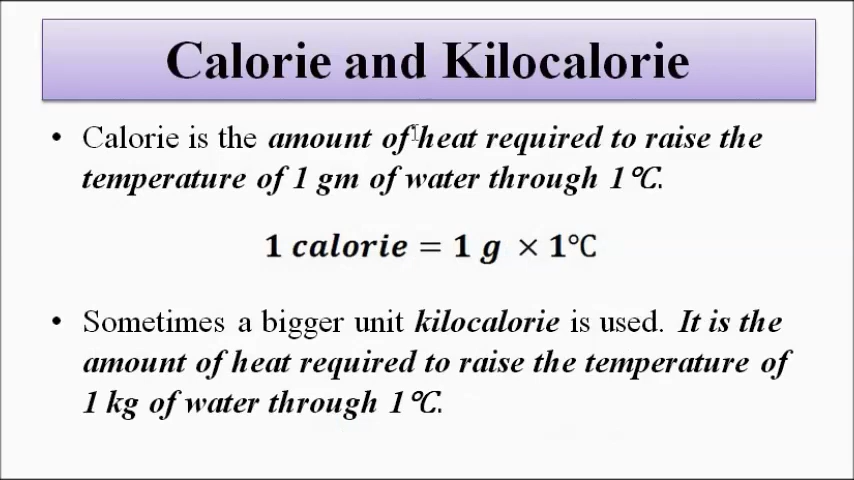 Calorie and Kilocalorie
• Calorie is the amount of heat required to raise the
temperature of 1 gm of water through 1℃.
1 calorie = 1 g × 1℃
• Sometimes a bigger unit kilocalorie is used. It is the
amount of heat required to raise the temperature of
1 kg of water through 1℃.